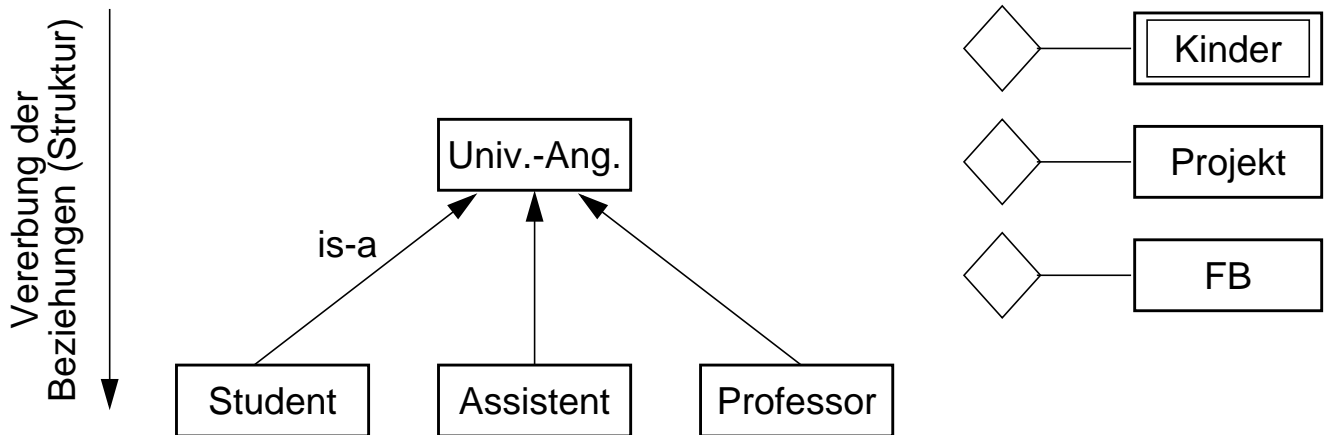 Vererbung der
Beziehungen (Struktur)
Kinder
Univ.-Ang.
Projekt
is-a
FB
Student
Assistent
Professor